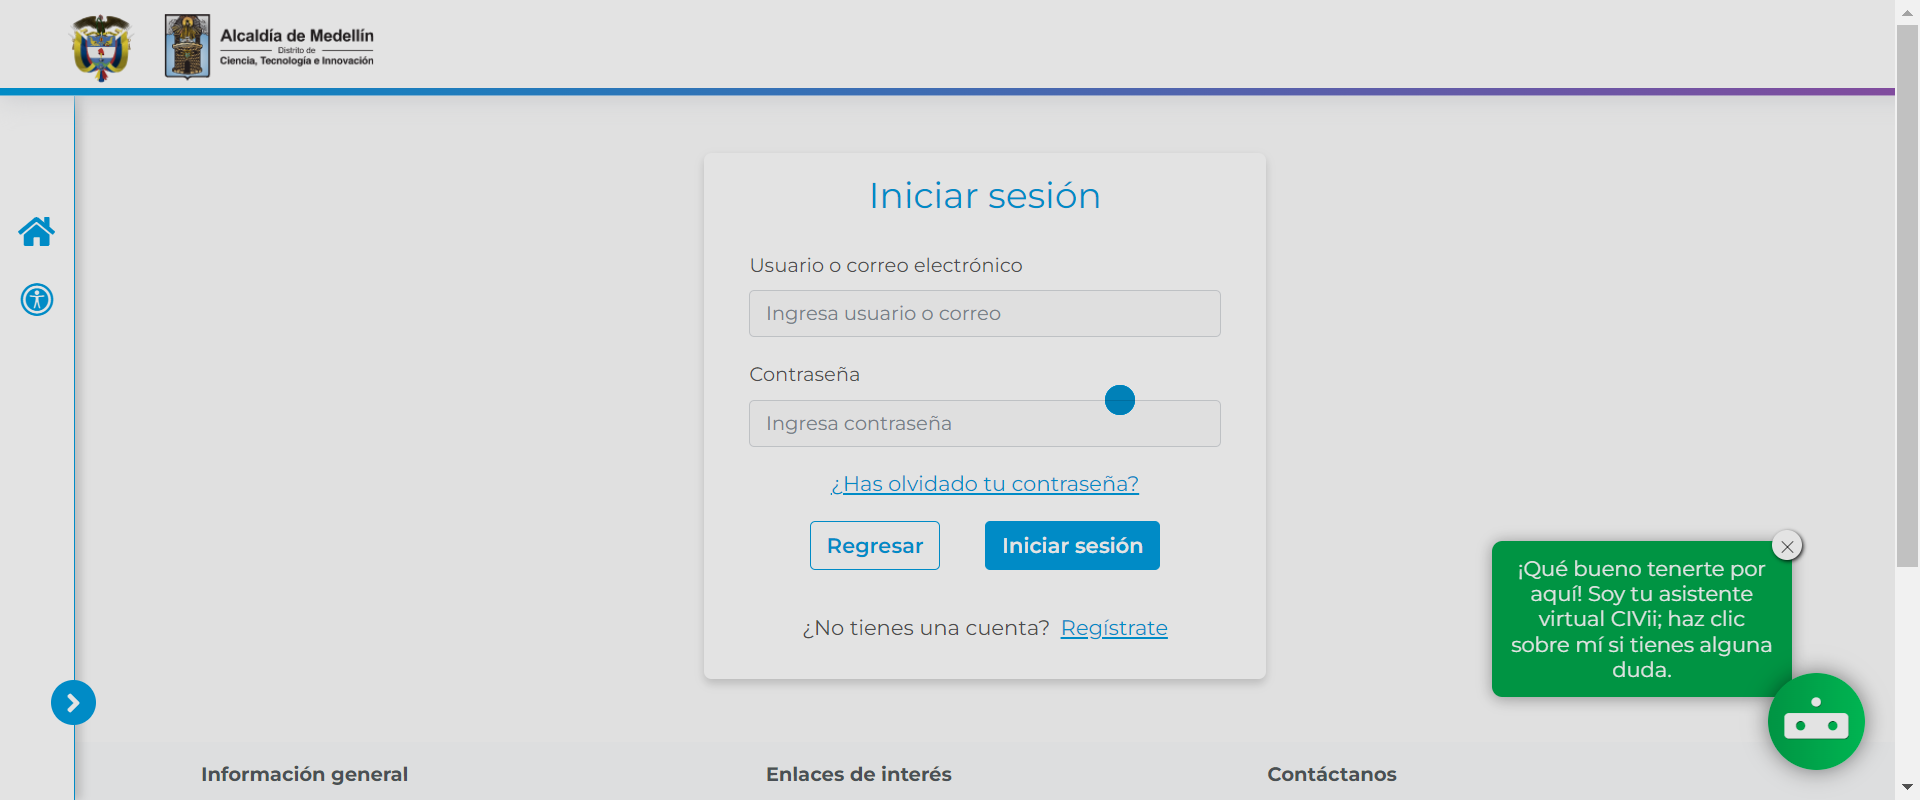 Alcaldía de Medellín
Distrito de
Ciencia, Tecnología e Innovación
Iniciar sesión
Usuario o correo electrónico
Ingresa usuario o correo
Contraseña
Ingresa contraseña
¿Has olvidado tu contraseña?
Regresar
Iniciar sesión
¿No tienes una cuenta? Regístrate
¡Qué bueno tenerte por
aquí! Soy tu asistente
virtual CIVii; haz clic
sobre mí si tienes alguna
duda.
Información general
Enlaces de interés
Contáctanos